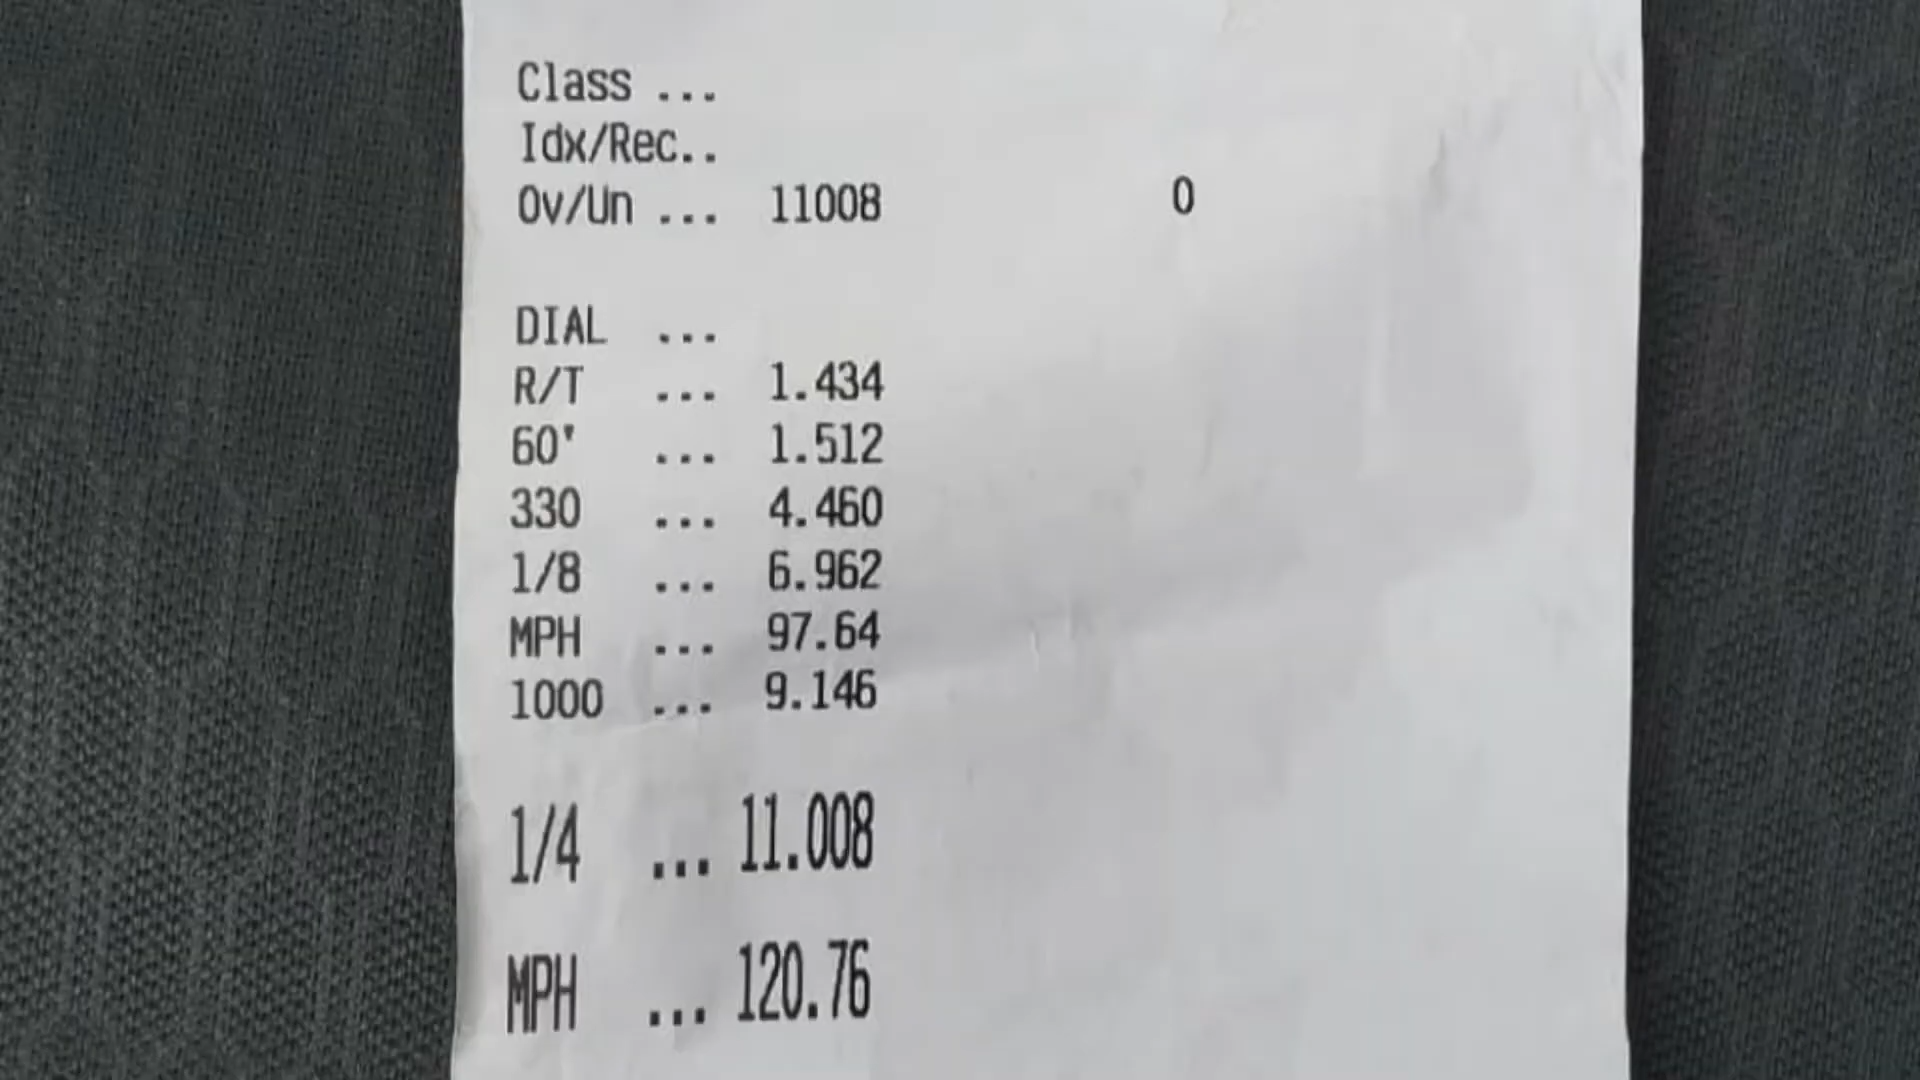 Class ...
Idx/Rec..
Ov/Un ... 11008 0
DIAL ...
R/T ... 1.434
60' ... 1.512
330 ... 4.460
1/8 ... 6.962
MPH ... 97.64
1000 ... 9.146
1/4 ... 11.008
MPH ... 120.76